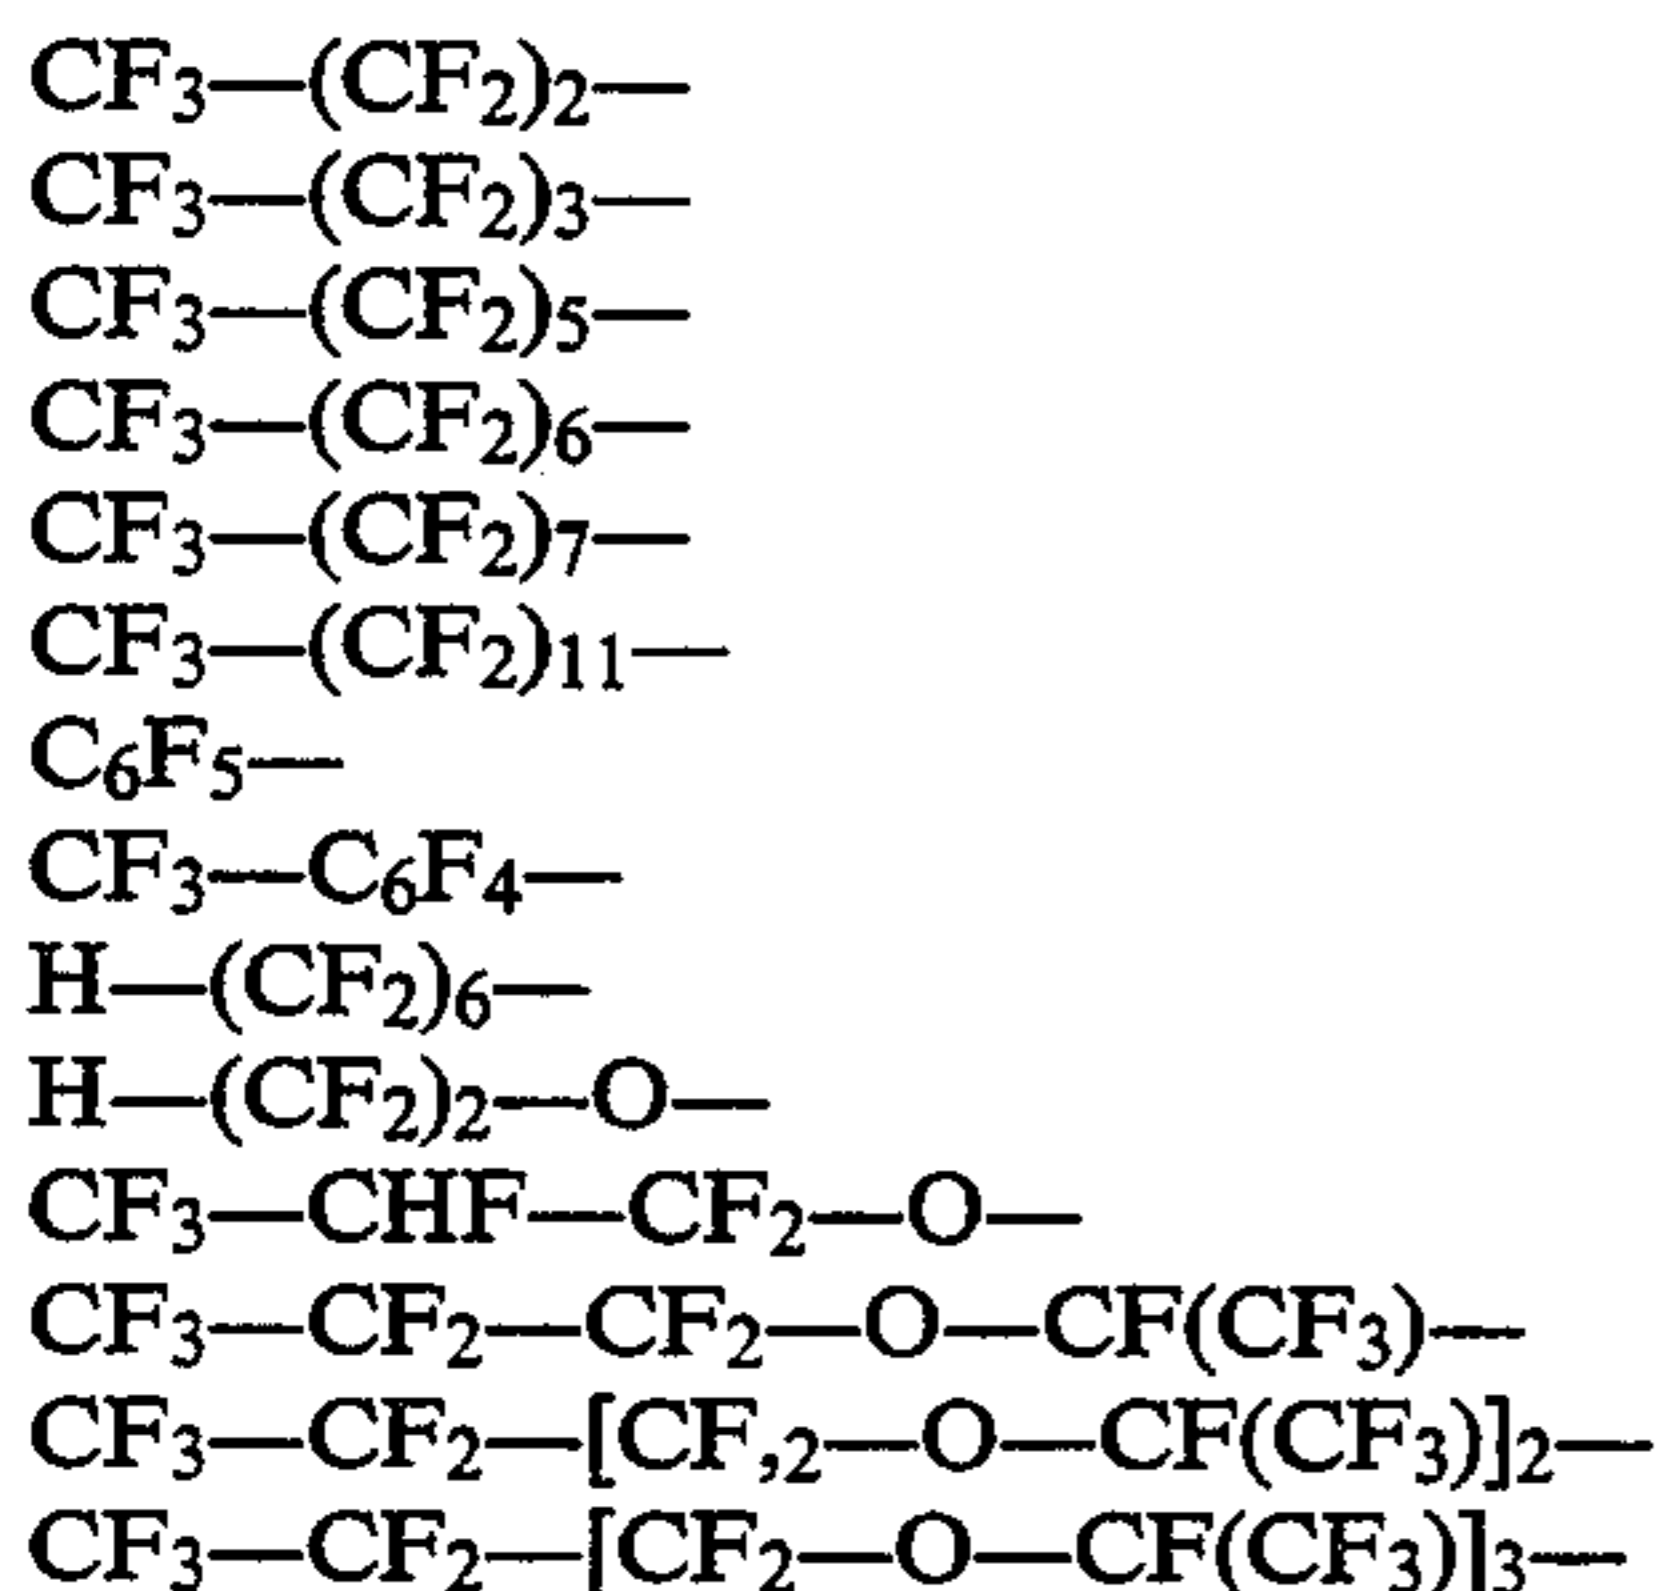 CF₃—(CF₂)₂—
CF₃—(CF₂)₃—
CF₃—(CF₂)₅—
CF₃—(CF₂)₆—
CF₃—(CF₂)₇—
CF₃—(CF₂)₁₁—
C₆F₅—
CF₃—C₆F₄—
H—(CF₂)₆—
H—(CF₂)₂—O—
CF₃—CHF—CF₂—O—
CF₃—CF₂—CF₂—O—CF(CF₃)—
CF₃—CF₂—[CF,₂—O—CF(CF₃)]₂—
CF₃—CF₂—[CF₂—O—CF(CF₃)]₃—